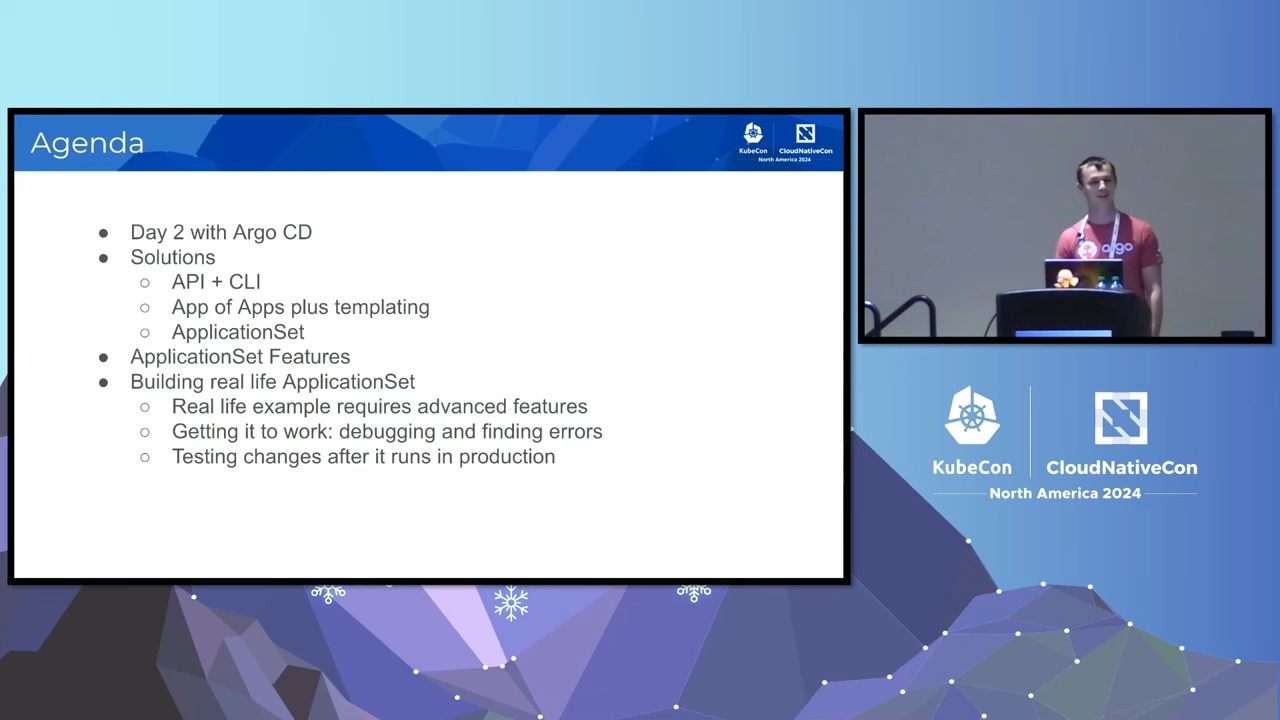 Agenda
KubeCon
CloudNativeCon
North America 2024
● Day 2 with Argo CD
● Solutions
○ API + CLI
○ App of Apps plus templating
○ ApplicationSet
● ApplicationSet Features
● Building real life ApplicationSet
○ Real life example requires advanced features
○ Getting it to work: debugging and finding errors
○ Testing changes after it runs in production
argo
KubeCon
CloudNativeCon
North America 2024